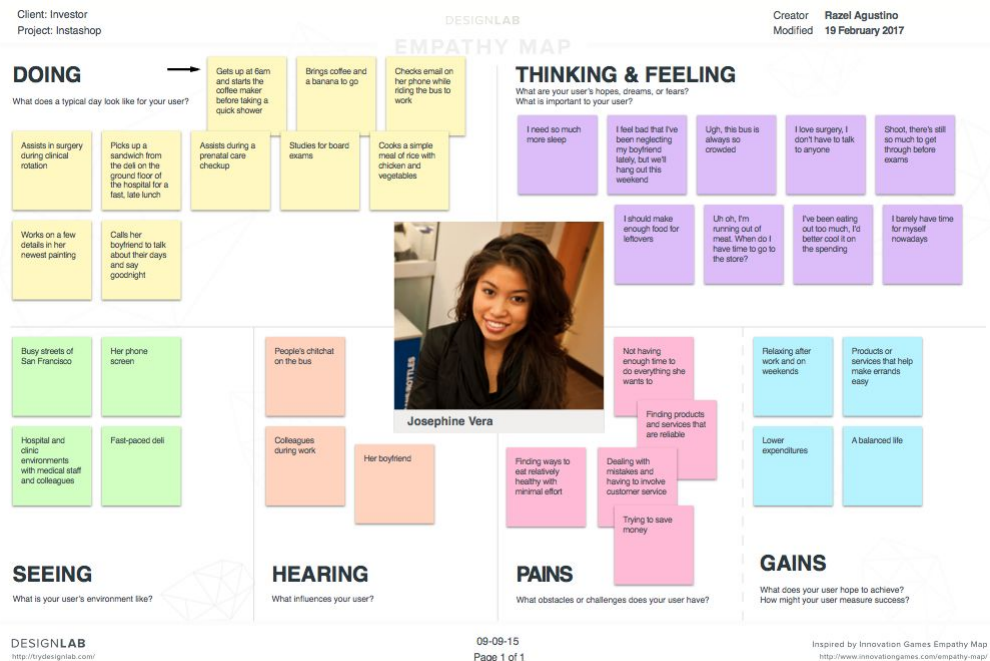 Client: Investor
Project: Instashop
DESIGNLAB
EMPATHY MAP
Creator Razel Agustino
Modified 19 February 2017
DOING
What does a typical day look like for your user?
Gets up at 6am
and starts the
coffee maker
before taking a
quick shower
Brings coffee and
a banana to go
Checks email on
her phone while
riding the bus to
work
Assists in surgery
during clinical
rotation
Picks up a
sandwich from
the deli on the
ground floor of
the hospital for a
fast, late lunch
Assists during a
prenatal care
checkup
Studies for board
exams
Cooks a simple
meal of rice with
chicken and
vegetables
Works on a few
details in her
newest painting
Calls her
boyfriend to talk
about their days
and say
goodnight
THINKING & FEELING
What are your user's hopes, dreams, or fears?
What is important to your user?
I need so much
more sleep
I feel bad that I've
been neglecting
my boyfriend
lately, but we'll
hang out this
weekend
Ugh, this bus is
always so
crowded
I love surgery, I
don't have to talk
to anyone
Shoot, there's still
so much to get
through before
exams
I should make
enough food for
leftovers
Uh oh, I'm
running out of
meat. When do I
have time to go to
the store?
I've been eating
out too much, I'd
better cool it on
the spending
I barely have time
for myself
nowadays
BOTTLES
Josephine Vera
Busy streets of
San Francisco
Her phone
screen
Hospital and
clinic
environments
with medical staff
and colleagues
Fast-paced deli
SEEING
What is your user's environment like?
People's chitchat
on the bus
Colleagues
during work
Her boyfriend
HEARING
What influences your user?
Not having
enough time to
do everything she
wants to
Finding products
and services that
are reliable
Finding ways to
eat relatively
healthy with
minimal effort
Dealing with
mistakes and
having to involve
customer service
Trying to save
money
PAINS
What obstacles or challenges does your user have?
Relaxing after
work and on
weekends
Products or
services that help
make errands
easy
Lower
expenditures
A balanced life
GAINS
What does your user hope to achieve?
How might your user measure success?
DESIGNLAB
http://trydesignlab.com/
09-09-15
Page 1 of 1
Inspired by Innovation Games Empathy Map
http://www.innovationgames.com/empathy-map/